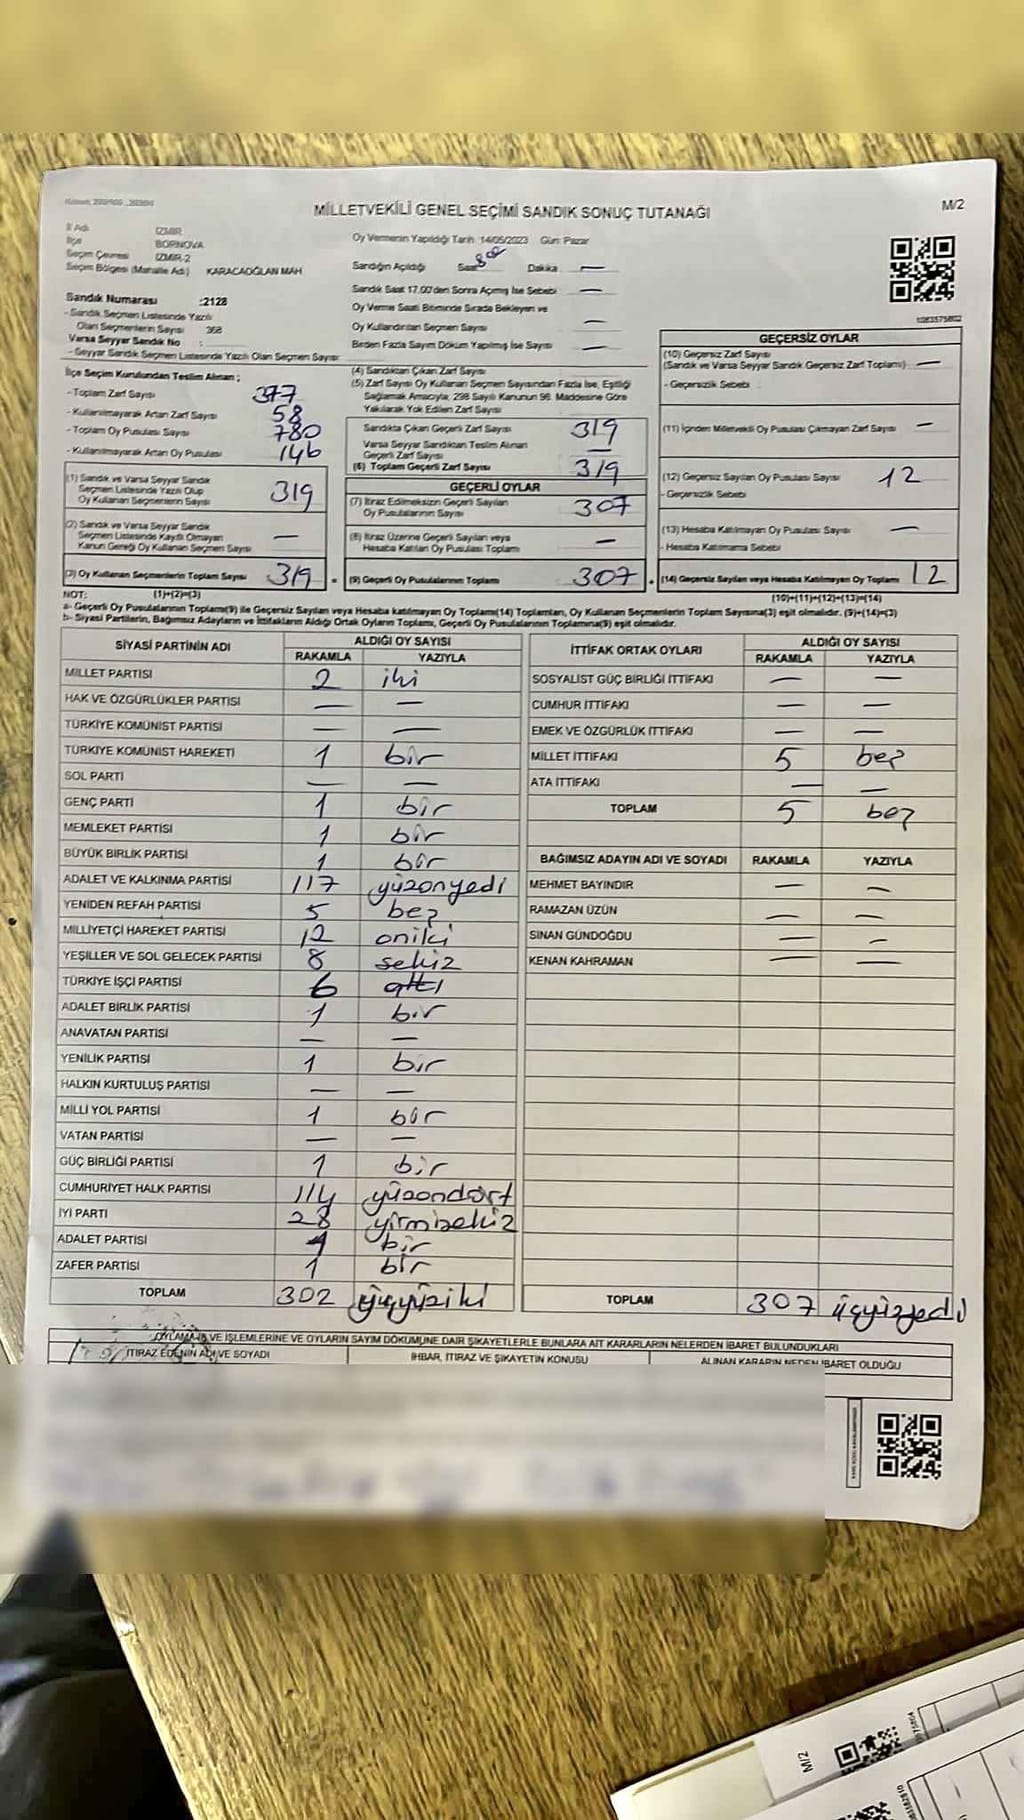 MİLLETVEKİLİ GENEL SEÇİMİ SANDIK SONUÇ TUTANAĞI
M/2
İl Adı İZMİR
İlçe BORNOVA
Seçim Çevresi İZMİR-2
Seçim Bölgesi (Mahalle Adı) KARACAOĞLAN MAH
Sandık Numarası :2128
- Sandık Seçmen Listesinde Yazılı
Olan Seçmenlerin Sayısı 368
Varsa Seyyar Sandık No :
- Seyyar Sandık Seçmen Listesinde Yazılı Olan Seçmen Sayısı:
Oy Vermenin Yapıldığı Tarih :14/05/2023 Gün: Pazar
Sandığın Açıldığı Saat 8 00 Dakika —
Sandık Saat 17.00'den Sonra Açılmış İse Sebebi —
Oy Verme Saati Bitiminde Sırada Bekleyen ve
Oy Kullandırılan Seçmen Sayısı —
Birden Fazla Sayım Döküm Yapılmış İse Sayısı —
1083575802
İlçe Seçim Kurulundan Teslim Alınan ;
- Toplam Zarf Sayısı 377
- Kullanılmayarak Artan Zarf Sayısı 58
- Toplam Oy Pusulası Sayısı 780
- Kullanılmayarak Artan Oy Pusulası 146
(1) Sandık ve Varsa Seyyar Sandık
Seçmen Listesinde Yazılı Olup
Oy Kullanan Seçmenlerin Sayısı 319
(2) Sandık ve Varsa Seyyar Sandık
Seçmen Listesinde Kayıtlı Olmayan
Kanun Gereği Oy Kullanan Seçmen Sayısı —
(3) Oy Kullanan Seçmenlerin Toplam Sayısı 319
(4) Sandıktan Çıkan Zarf Sayısı
(5) Zarf Sayısı Oy Kullanan Seçmen Sayısından Fazla İse, Eşitliği
Sağlamak Amacıyla, 298 Sayılı Kanunun 98. Maddesine Göre
Yakılarak Yok Edilen Zarf Sayısı
Sandıkta Çıkan Geçerli Zarf Sayısı 319
Varsa Seyyar Sandıktan Teslim Alınan
Geçerli Zarf Sayısı —
(6) Toplam Geçerli Zarf Sayısı 319
GEÇERLİ OYLAR
(7) İtiraz Edilmeksizin Geçerli Sayılan
Oy Pusulalarının Sayısı 307
(8) İtiraz Üzerine Geçerli Sayılan veya
Hesaba Katılan Oy Pusulası Toplamı —
= (9) Geçerli Oy Pusulalarının Toplamı 307
GEÇERSİZ OYLAR
(10) Geçersiz Zarf Sayısı
(Sandık ve Varsa Seyyar Sandık Geçersiz Zarf Toplamı) —
- Geçersizlik Sebebi
(11) İçinden Milletvekili Oy Pusulası Çıkmayan Zarf Sayısı —
(12) Geçersiz Sayılan Oy Pusulası Sayısı 12
- Geçersizlik Sebebi
(13) Hesaba Katılmayan Oy Pusulası Sayısı —
- Hesaba Katılmama Sebebi
+ (14) Geçersiz Sayılan veya Hesaba Katılmayan Oy Toplamı 12
NOT: (1)+(2)=(3) (10)+(11)+(12)+(13)=(14)
a- Geçerli Oy Pusulalarının Toplamı(9) ile Geçersiz Sayılan veya Hesaba katılmayan Oy Toplamı(14) Toplamları, Oy Kullanan Seçmenlerin Toplam Sayısına(3) eşit olmalıdır. (9)+(14)=(3)
b- Siyasi Partilerin, Bağımsız Adayların ve İttifakların Aldığı Ortak Oyların Toplamı, Geçerli Oy Pusulalarının Toplamına(9) eşit olmalıdır.
SİYASİ PARTİNİN ADI ALDIĞI OY SAYISI
RAKAMLA YAZIYLA
MİLLET PARTİSİ 2 iki
HAK VE ÖZGÜRLÜKLER PARTİSİ — —
TÜRKİYE KOMÜNİST PARTİSİ — —
TÜRKİYE KOMÜNİST HAREKETİ 1 bir
SOL PARTİ — —
GENÇ PARTİ 1 bir
MEMLEKET PARTİSİ 1 bir
BÜYÜK BİRLİK PARTİSİ 1 bir
ADALET VE KALKINMA PARTİSİ 117 yüzonyedi
YENİDEN REFAH PARTİSİ 5 beş
MİLLİYETÇİ HAREKET PARTİSİ 12 oniki
YEŞİLLER VE SOL GELECEK PARTİSİ 8 sekiz
TÜRKİYE İŞÇİ PARTİSİ 6 altı
ADALET BİRLİK PARTİSİ 1 bir
ANAVATAN PARTİSİ — —
YENİLİK PARTİSİ 1 bir
HALKIN KURTULUŞ PARTİSİ — —
MİLLİ YOL PARTİSİ 1 bir
VATAN PARTİSİ — —
GÜÇ BİRLİĞİ PARTİSİ 1 bir
CUMHURİYET HALK PARTİSİ 114 yüzondört
İYİ PARTİ 28 yirmisekiz
ADALET PARTİSİ 1 bir
ZAFER PARTİSİ 1 bir
TOPLAM 302 üçyüziki
İTTİFAK ORTAK OYLARI ALDIĞI OY SAYISI
RAKAMLA YAZIYLA
SOSYALİST GÜÇ BİRLİĞİ İTTİFAKI — —
CUMHUR İTTİFAKI — —
EMEK VE ÖZGÜRLÜK İTTİFAKI — —
MİLLET İTTİFAKI 5 beş
ATA İTTİFAKI — —
TOPLAM 5 beş
BAĞIMSIZ ADAYIN ADI VE SOYADI RAKAMLA YAZIYLA
MEHMET BAYINDIR — —
RAMAZAN ÜZÜN — —
SİNAN GÜNDOĞDU — —
KENAN KAHRAMAN — —
TOPLAM 307 üçyüzyedi
OYLAMA İŞ VE İŞLEMLERİNE VE OYLARIN SAYIM DÖKÜMÜNE DAİR ŞİKAYETLERLE BUNLARA AİT KARARLARIN NELERDEN İBARET BULUNDUKLARI
İTİRAZ EDENİN ADI VE SOYADI İHBAR, İTİRAZ VE ŞİKAYETİN KONUSU ALINAN KARARIN NEDEN İBARET OLDUĞU
M/2